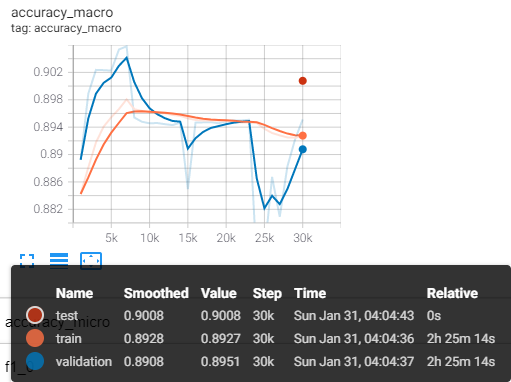 accuracy_macro
tag: accuracy_macro
0.902
0.898
0.894
0.89
0.886
0.882
5k 10k 15k 20k 25k 30k
Name Smoothed Value Step Time Relative
test 0.9008 0.9008 30k Sun Jan 31, 04:04:43 0s
accuracy_micro
train 0.8928 0.8927 30k Sun Jan 31, 04:04:36 2h 25m 14s
validation 0.8908 0.8951 30k Sun Jan 31, 04:04:37 2h 25m 14s